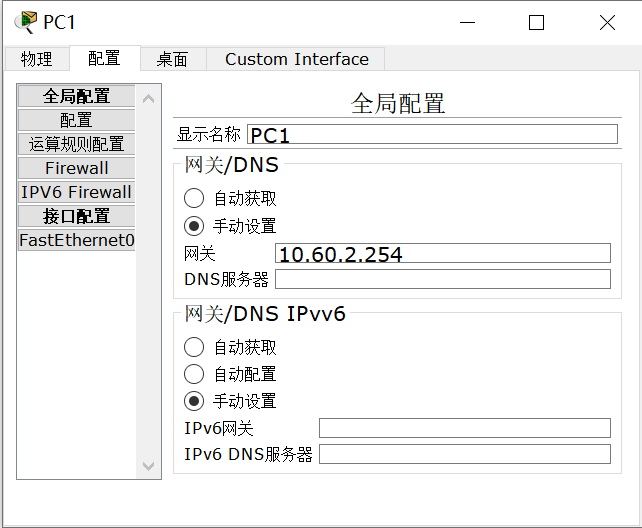 PC1
物理 配置 桌面 Custom Interface
全局配置
配置
运算规则配置
Firewall
IPV6 Firewall
接口配置
FastEthernet0
全局配置
显示名称 PC1
网关/DNS
自动获取
手动设置
网关 10.60.2.254
DNS服务器
网关/DNS IPvv6
自动获取
自动配置
手动设置
IPv6网关
IPv6 DNS服务器